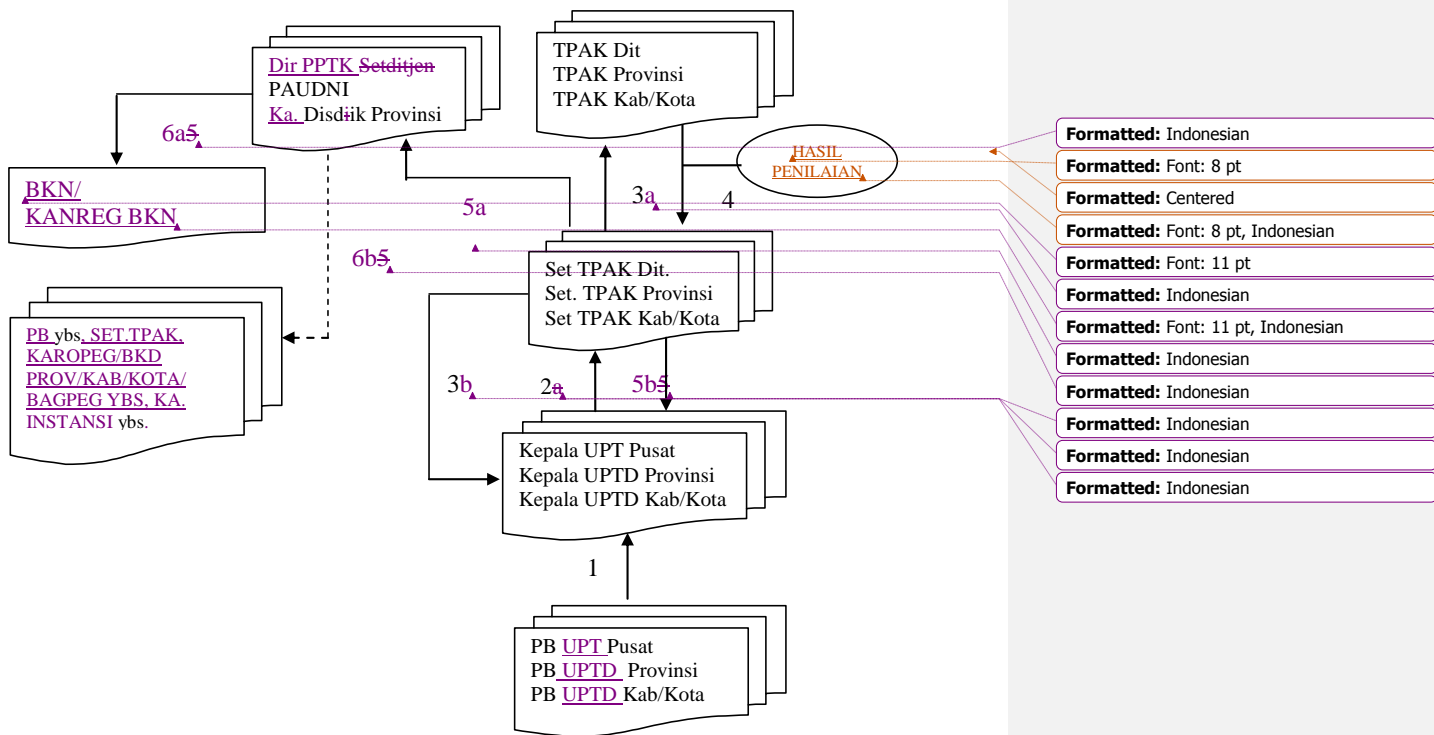 Dir PPTK Setditjen
PAUDNI
Ka. Disdiik Provinsi
TPAK Dit
TPAK Provinsi
TPAK Kab/Kota
6a5
HASIL
PENILAIAN
BKN/
KANREG BKN
5a
3a
4
6b5
Set TPAK Dit.
Set. TPAK Provinsi
Set TPAK Kab/Kota
PB ybs, SET.TPAK,
KAROPEG/BKD
PROV/KAB/KOTA/
BAGPEG YBS, KA.
INSTANSI ybs.
3b
2a
5b5
Kepala UPT Pusat
Kepala UPTD Provinsi
Kepala UPTD Kab/Kota
1
PB UPT Pusat
PB UPTD Provinsi
PB UPTD Kab/Kota
Formatted: Indonesian
Formatted: Font: 8 pt
Formatted: Centered
Formatted: Font: 8 pt, Indonesian
Formatted: Font: 11 pt
Formatted: Indonesian
Formatted: Font: 11 pt, Indonesian
Formatted: Indonesian
Formatted: Indonesian
Formatted: Indonesian
Formatted: Indonesian
Formatted: Indonesian